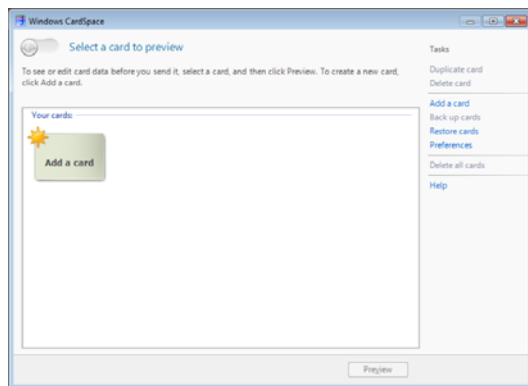 Windows CardSpace
Select a card to preview
To see or edit card data before you send it, select a card, and then click Preview. To create a new card,
click Add a card.
Your cards:
Add a card
Preview
Tasks
Duplicate card
Delete card
Add a card
Back up cards
Restore cards
Preferences
Delete all cards
Help